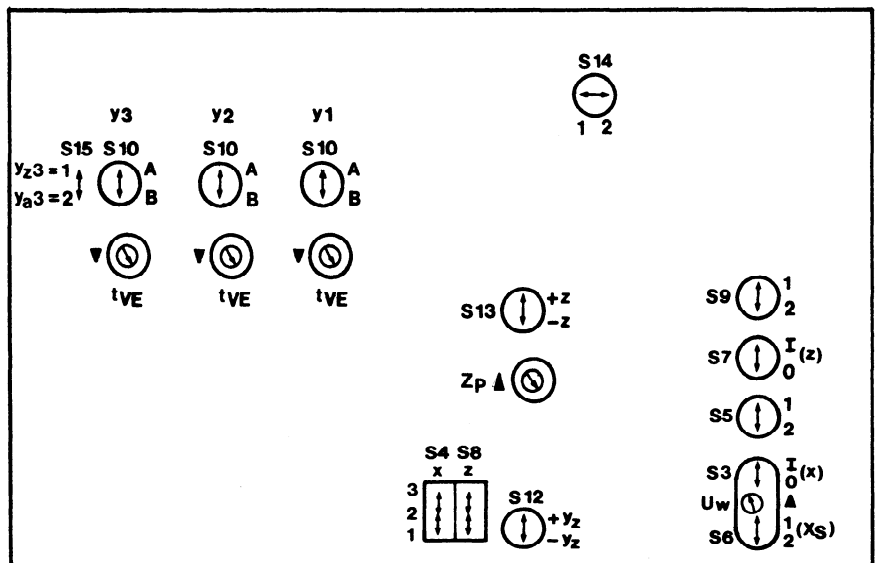 S14
1 2
y3 y2 y1
S15 S10 S10 S10
yz3 = 1 A A A
ya3 = 2 B B B
tVE tVE tVE
S13 +z
−z
S9 1
2
S7 I (z)
0
ZP
S5 1
2
S4 S8
x z
3
2
1
S12
+yz
−yz
S3 I (x)
0
Uw
S6 1 (XS)
2